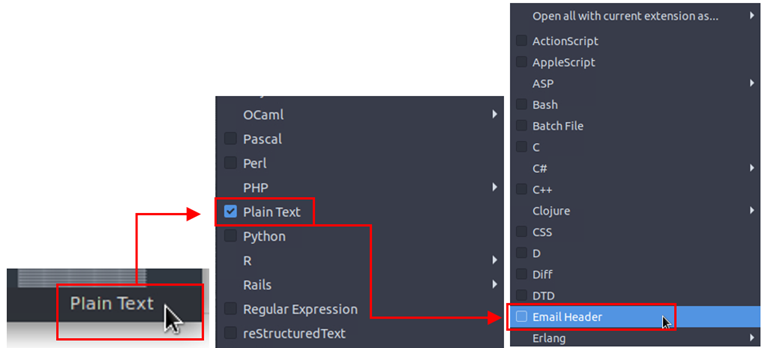 Plain Text
OCaml
Pascal
Perl
PHP
Plain Text
Python
R
Rails
Regular Expression
reStructuredText
Open all with current extension as...
ActionScript
AppleScript
ASP
Bash
Batch File
C
C#
C++
Clojure
CSS
D
Diff
DTD
Email Header
Erlang